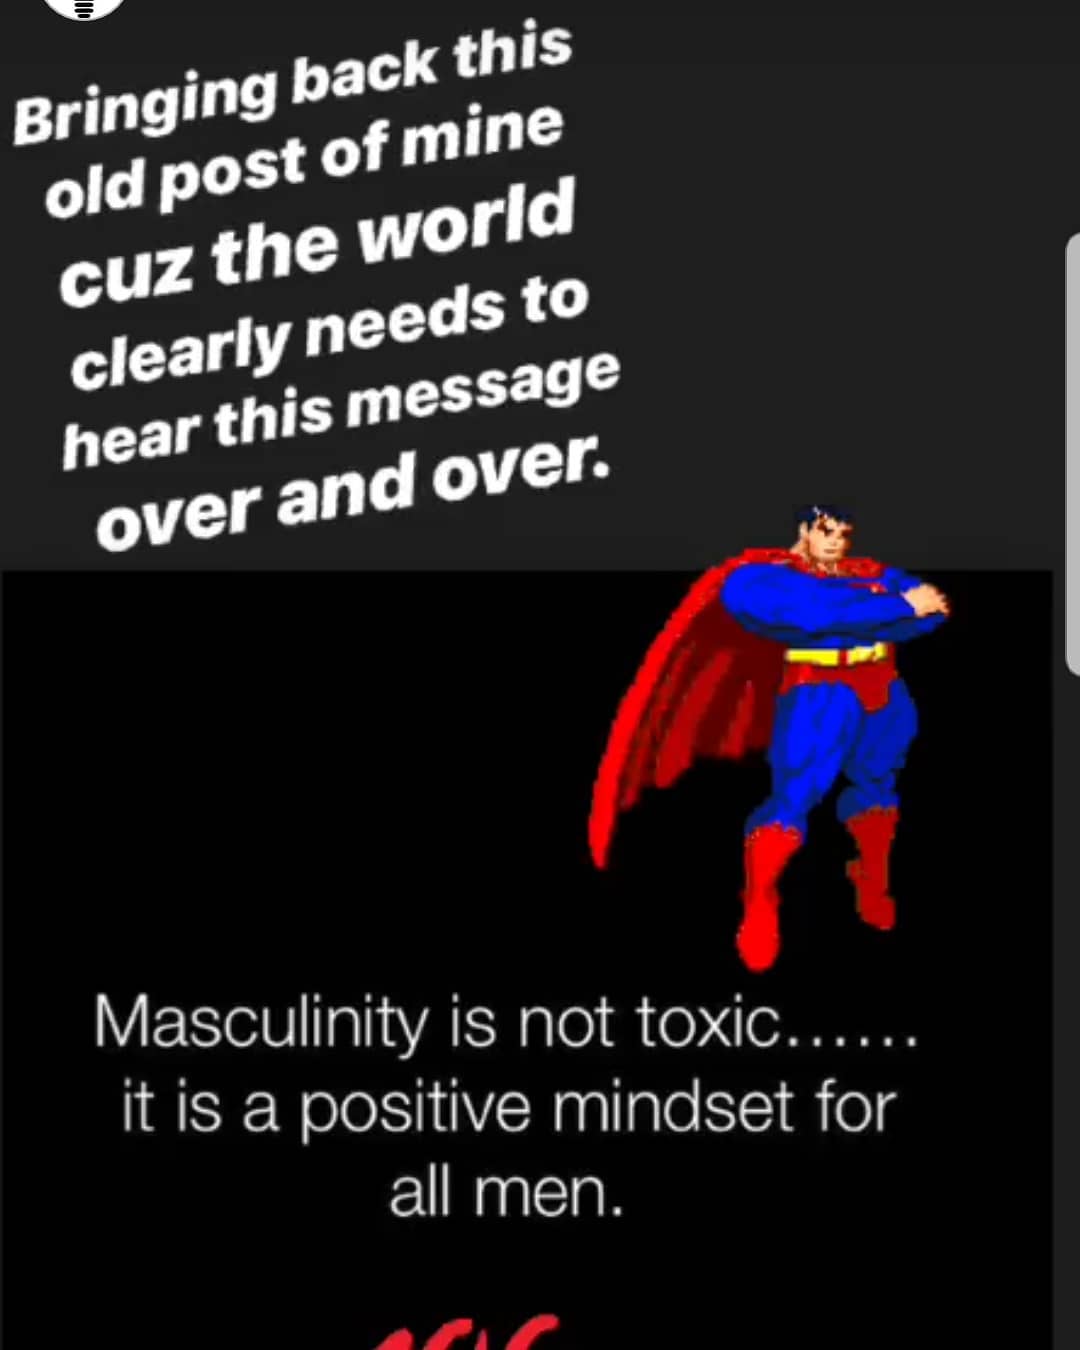 Bringing back this
old post of mine
cuz the world
clearly needs to
hear this message
over and over.
Masculinity is not toxic......
it is a positive mindset for
all men.